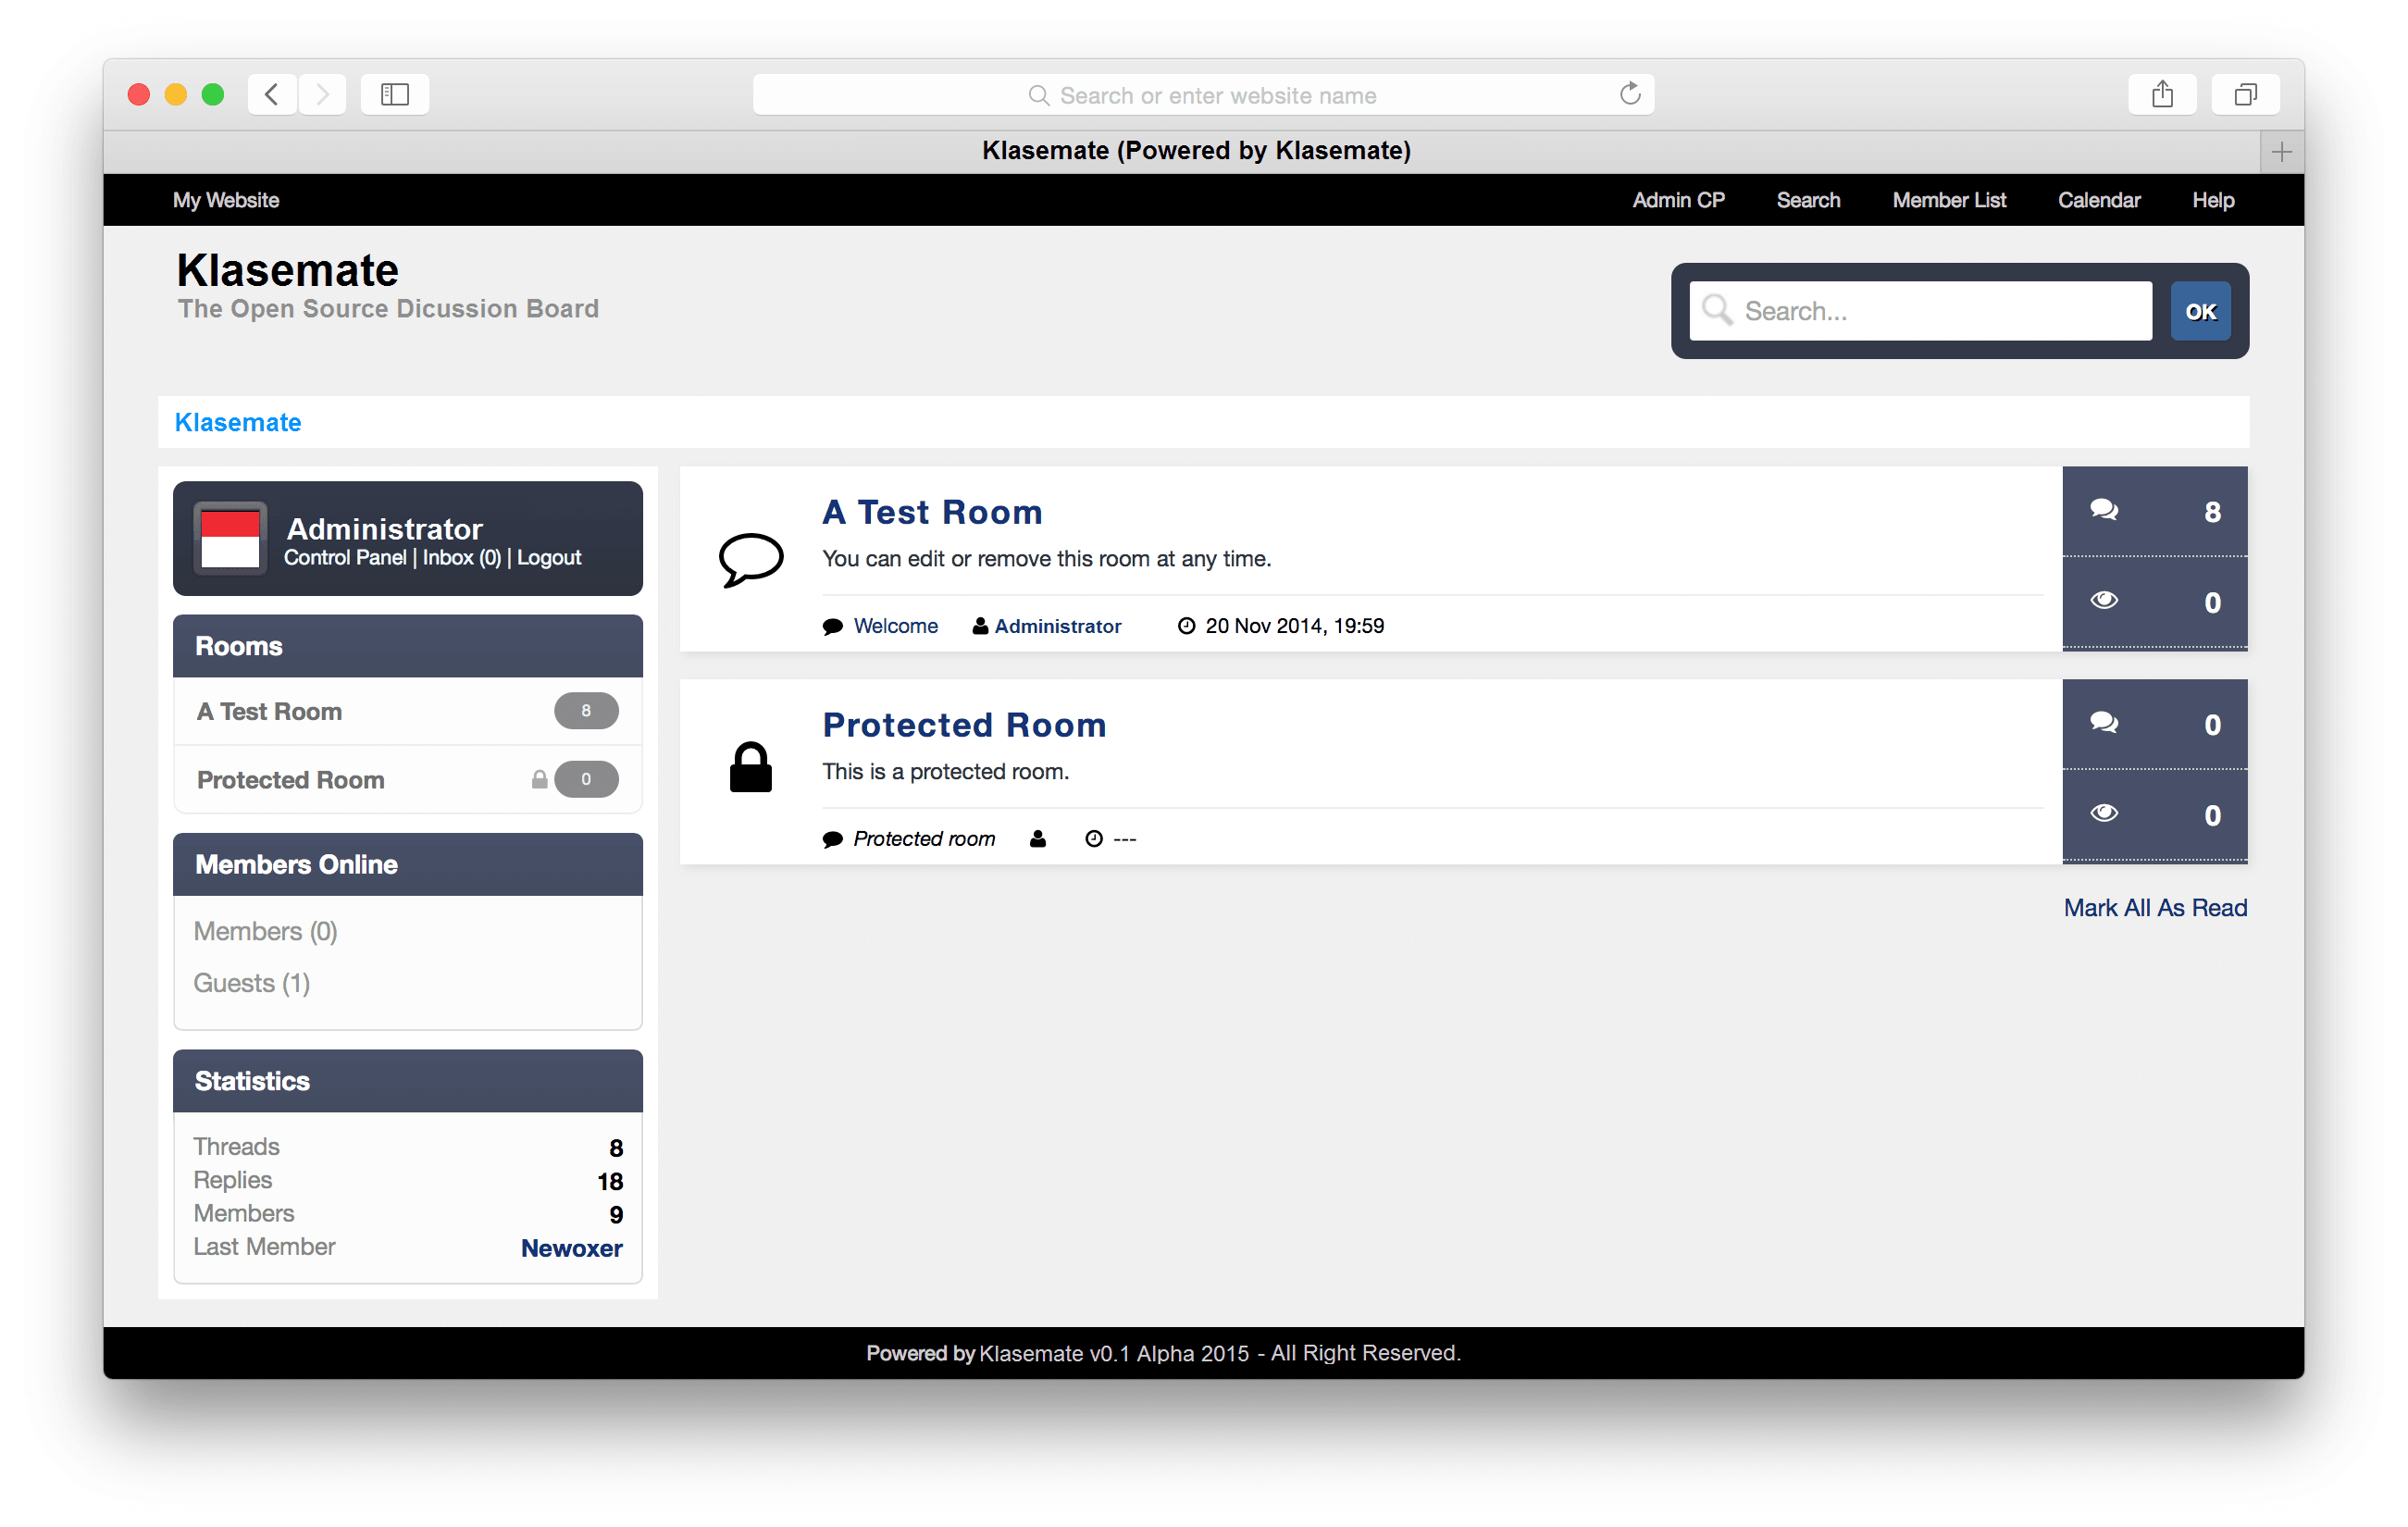 Search or enter website name
Klasemate (Powered by Klasemate)
My Website
Admin CP Search Member List Calendar Help
Klasemate
The Open Source Dicussion Board
Search...
OK
Klasemate
Administrator
Control Panel | Inbox (0) | Logout
Rooms
A Test Room 8
Protected Room 0
Members Online
Members (0)
Guests (1)
Statistics
Threads 8
Replies 18
Members 9
Last Member Newoxer
A Test Room
You can edit or remove this room at any time.
Welcome Administrator 20 Nov 2014, 19:59
8
0
Protected Room
This is a protected room.
Protected room ---
0
0
Mark All As Read
Powered by Klasemate v0.1 Alpha 2015 - All Right Reserved.